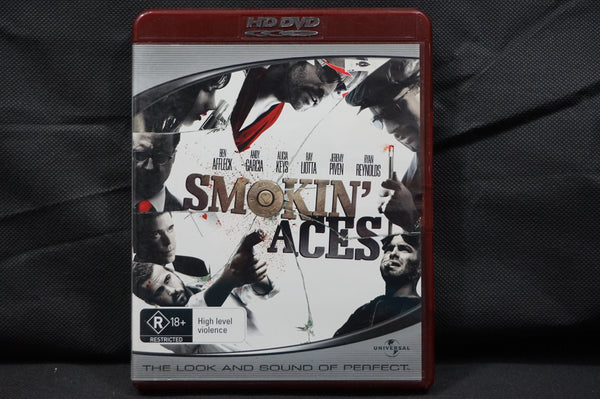 HD DVD
BEN AFFLECK ANDY GARCIA ALICIA KEYS RAY LIOTTA JEREMY PIVEN RYAN REYNOLDS
SMOKIN'
ACES
R 18+
RESTRICTED
High level
violence
UNIVERSAL
THE LOOK AND SOUND OF PERFECT.